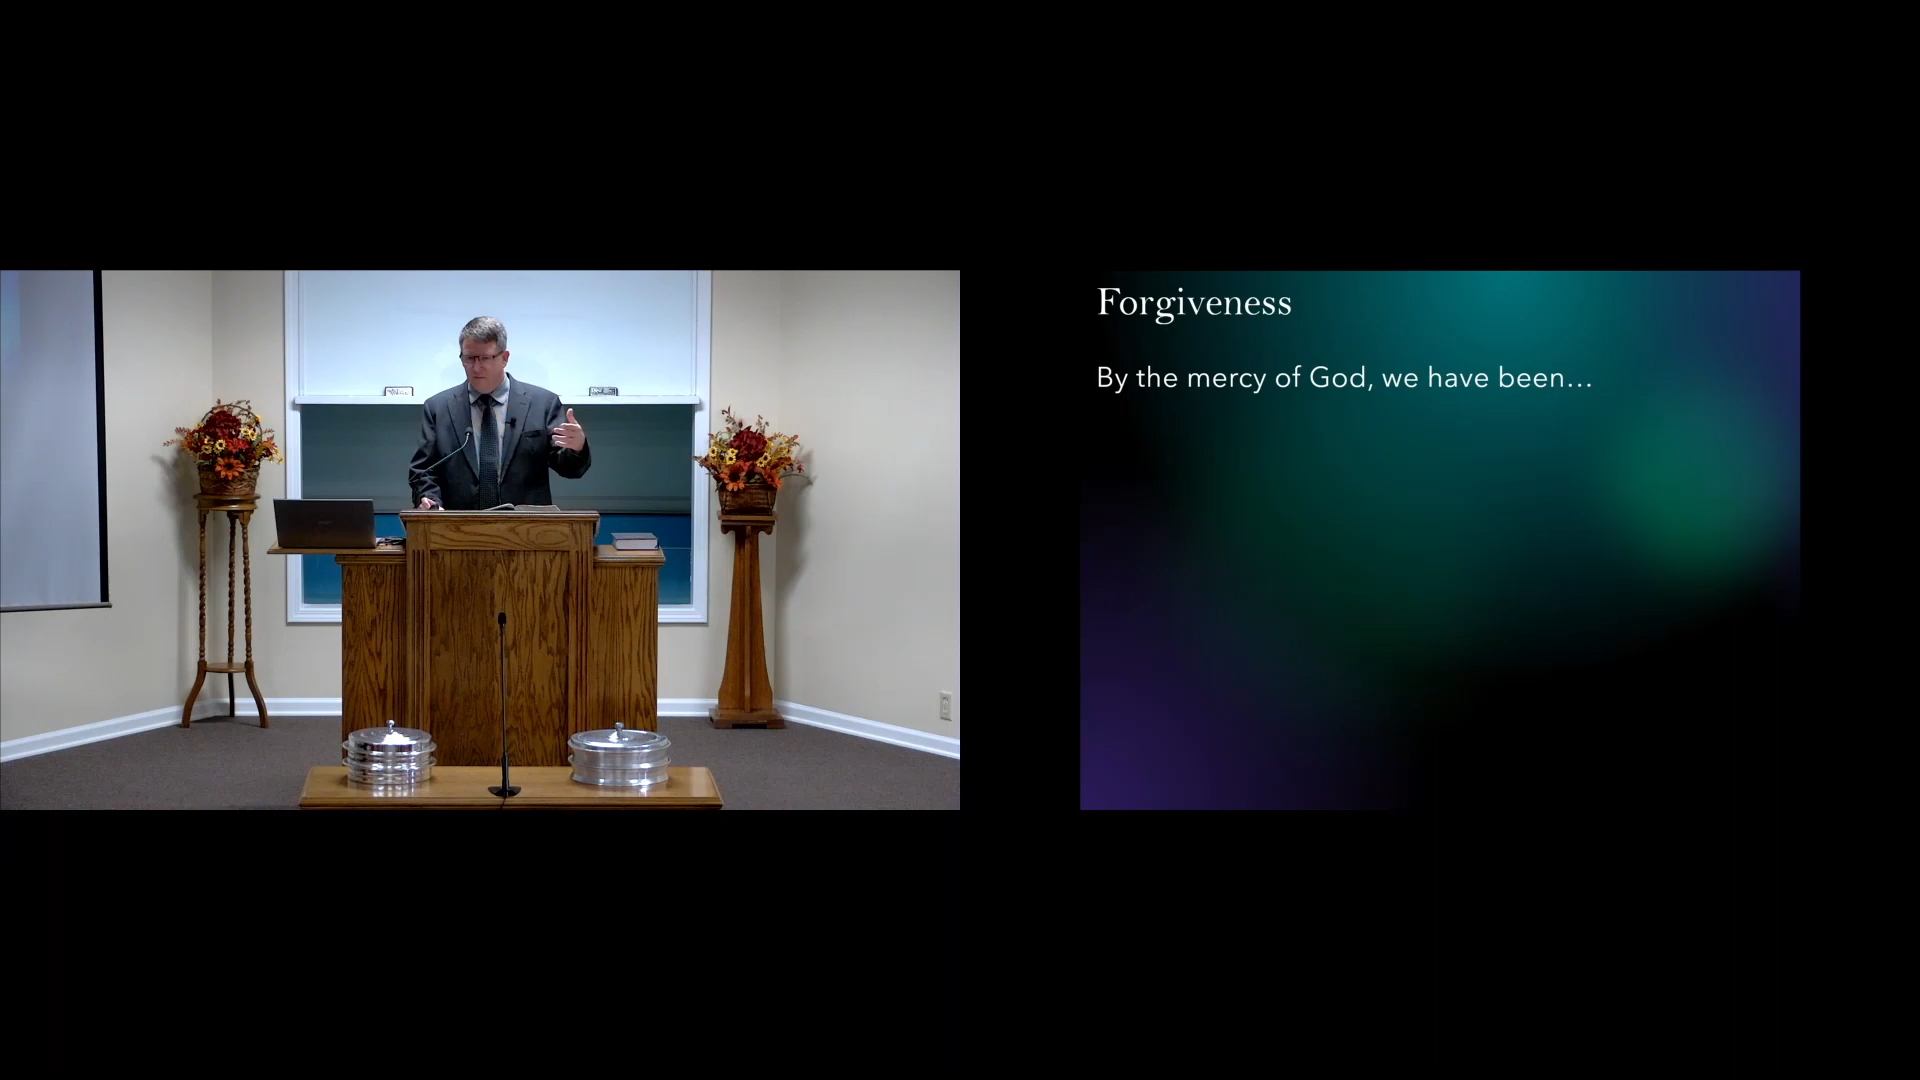 Forgiveness
By the mercy of God, we have been…